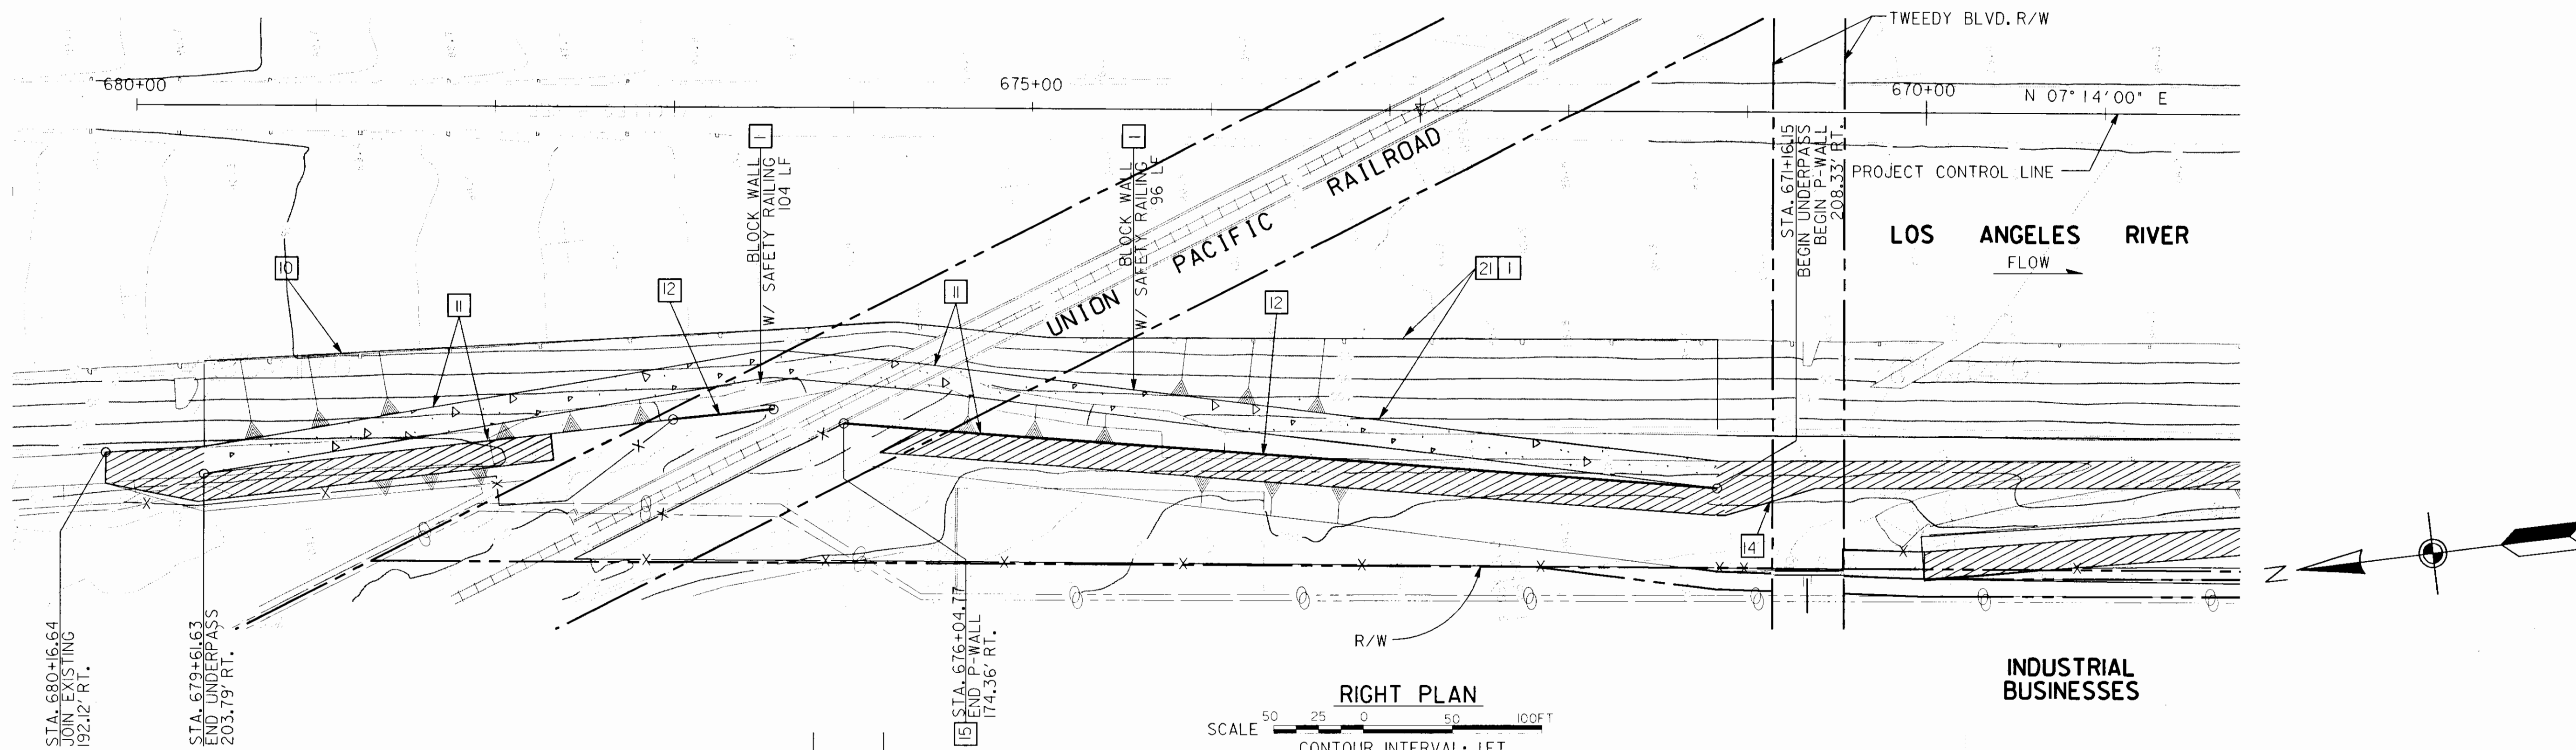 TWEEDY BLVD. R/W
680+00
675+00
670+00
N 07° 14' 00" E
PROJECT CONTROL LINE
1
BLOCK WALL
W/ SAFETY RAILING
104 LF
1
BLOCK WALL
W/ SAFETY RAILING
96 LF
UNION PACIFIC RAILROAD
STA. 671+16.15
BEGIN UNDERPASS
BEGIN P-WALL
208.33' RT.
LOS ANGELES RIVER
FLOW
10
11
12
11
12
21 1
14
STA. 680+16.64
JOIN EXISTING
192.12' RT.
STA. 679+61.63
END UNDERPASS
203.79' RT.
15
STA. 676+04.77
END P-WALL
174.36' RT.
R/W
N
INDUSTRIAL
BUSINESSES
RIGHT PLAN
SCALE 50 25 0 50 100FT
CONTOUR INTERVAL: 1FT